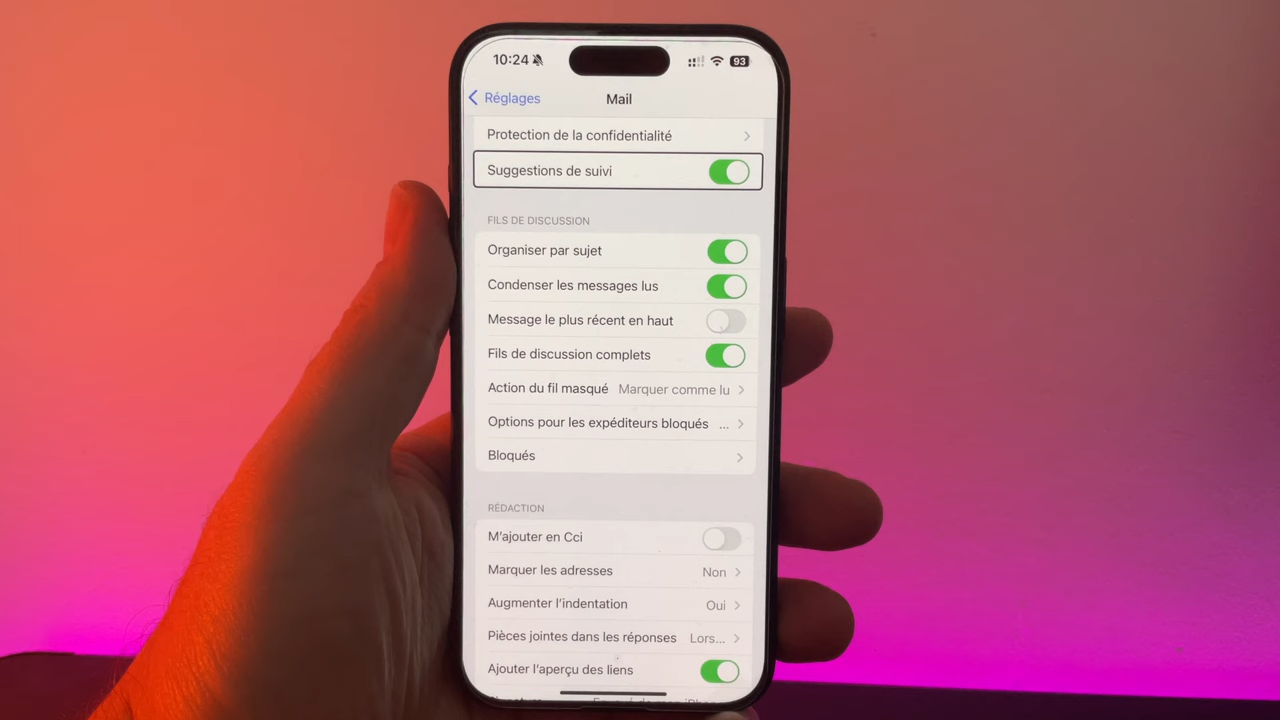 10:24
93
Réglages
Mail
Protection de la confidentialité
Suggestions de suivi
FILS DE DISCUSSION
Organiser par sujet
Condenser les messages lus
Message le plus récent en haut
Fils de discussion complets
Action du fil masqué Marquer comme lu
Options pour les expéditeurs bloqués ...
Bloqués
RÉDACTION
M'ajouter en Cci
Marquer les adresses Non
Augmenter l'indentation Oui
Pièces jointes dans les réponses Lors...
Ajouter l'aperçu des liens